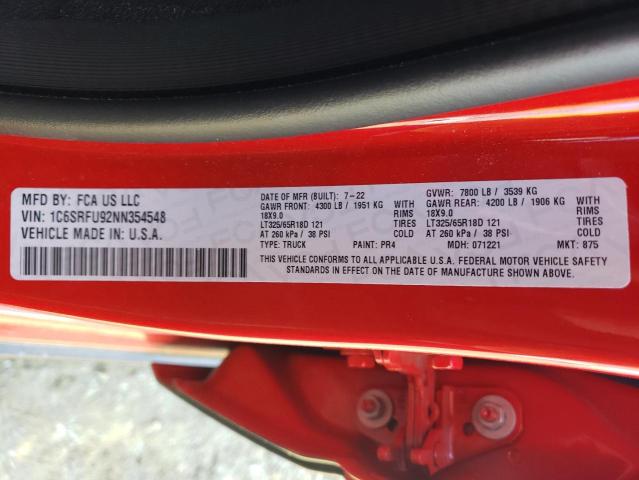 MFD BY: FCA US LLC
VIN: 1C6SRFU92NN354548
VEHICLE MADE IN: U.S.A.
DATE OF MFR (BUILT): 7-22 GVWR: 7800 LB / 3539 KG
GAWR FRONT: 4300 LB / 1951 KG GAWR REAR: 4200 LB / 1906 KG
18X9.0 RIMS 18X9.0 RIMS
LT325/65R18D 121 TIRES LT325/65R18D 121 TIRES
AT 260 kPa / 38 PSI COLD AT 260 kPa / 38 PSI COLD
TYPE: TRUCK PAINT: PR4 MDH: 071221 MKT: 875
THIS VEHICLE CONFORMS TO ALL APPLICABLE U.S.A. FEDERAL MOTOR VEHICLE SAFETY
STANDARDS IN EFFECT ON THE DATE OF MANUFACTURE SHOWN ABOVE.